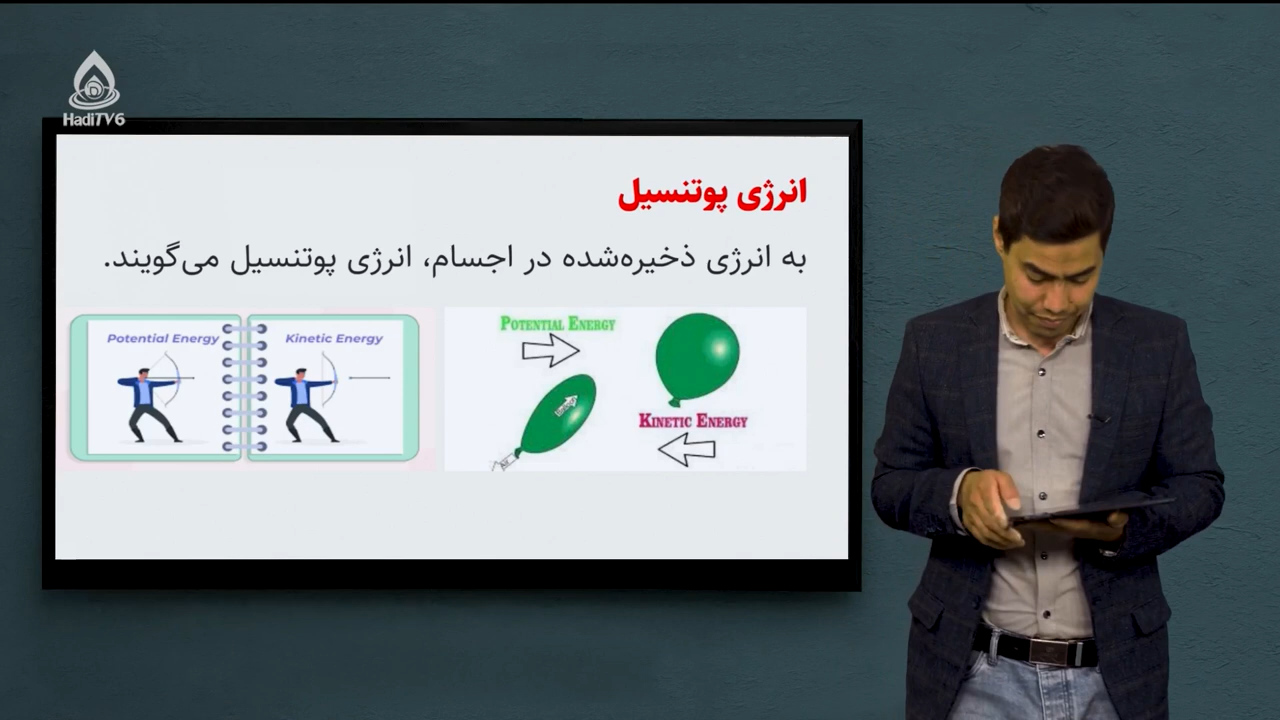 HadiTV6
انرژی پوتنسیل
به انرژی ذخیره‌شده در اجسام، انرژی پوتنسیل می‌گویند.
Potential Energy
Kinetic Energy
POTENTIAL ENERGY
KINETIC ENERGY